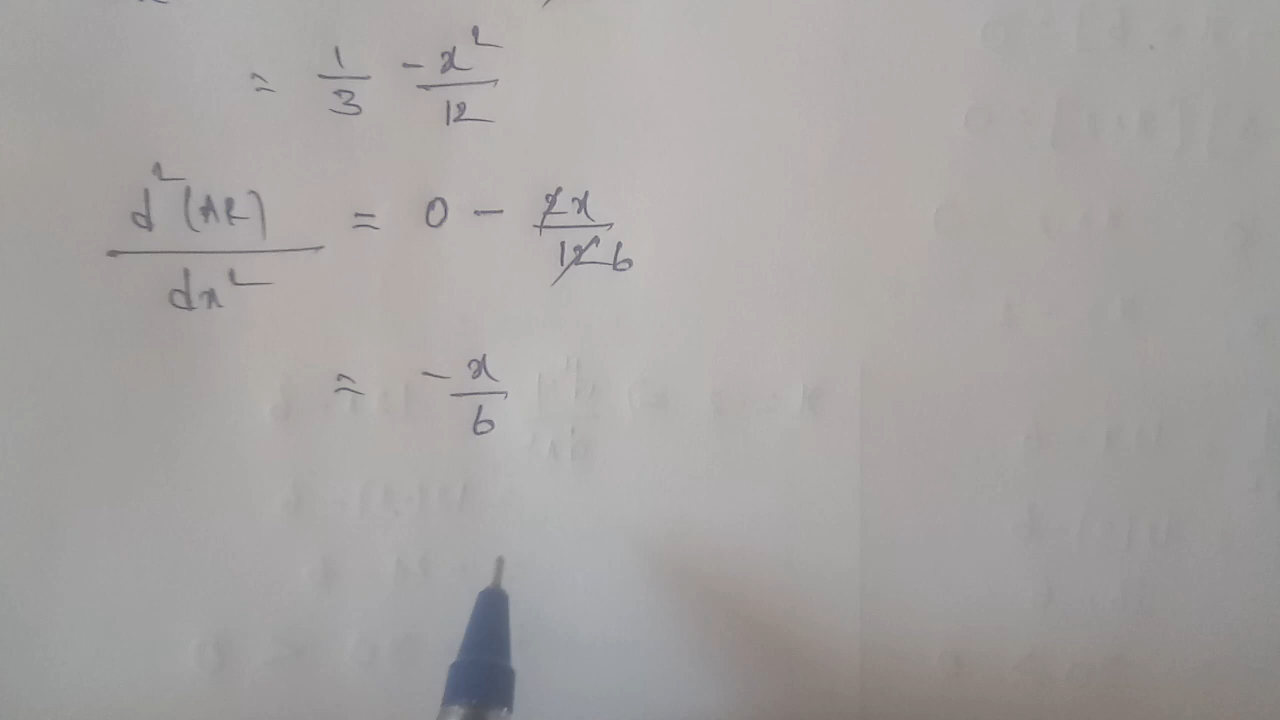 = 1/3 - x²/12
d²(AR)/dx² = 0 - 2x/12 6
= -x/6